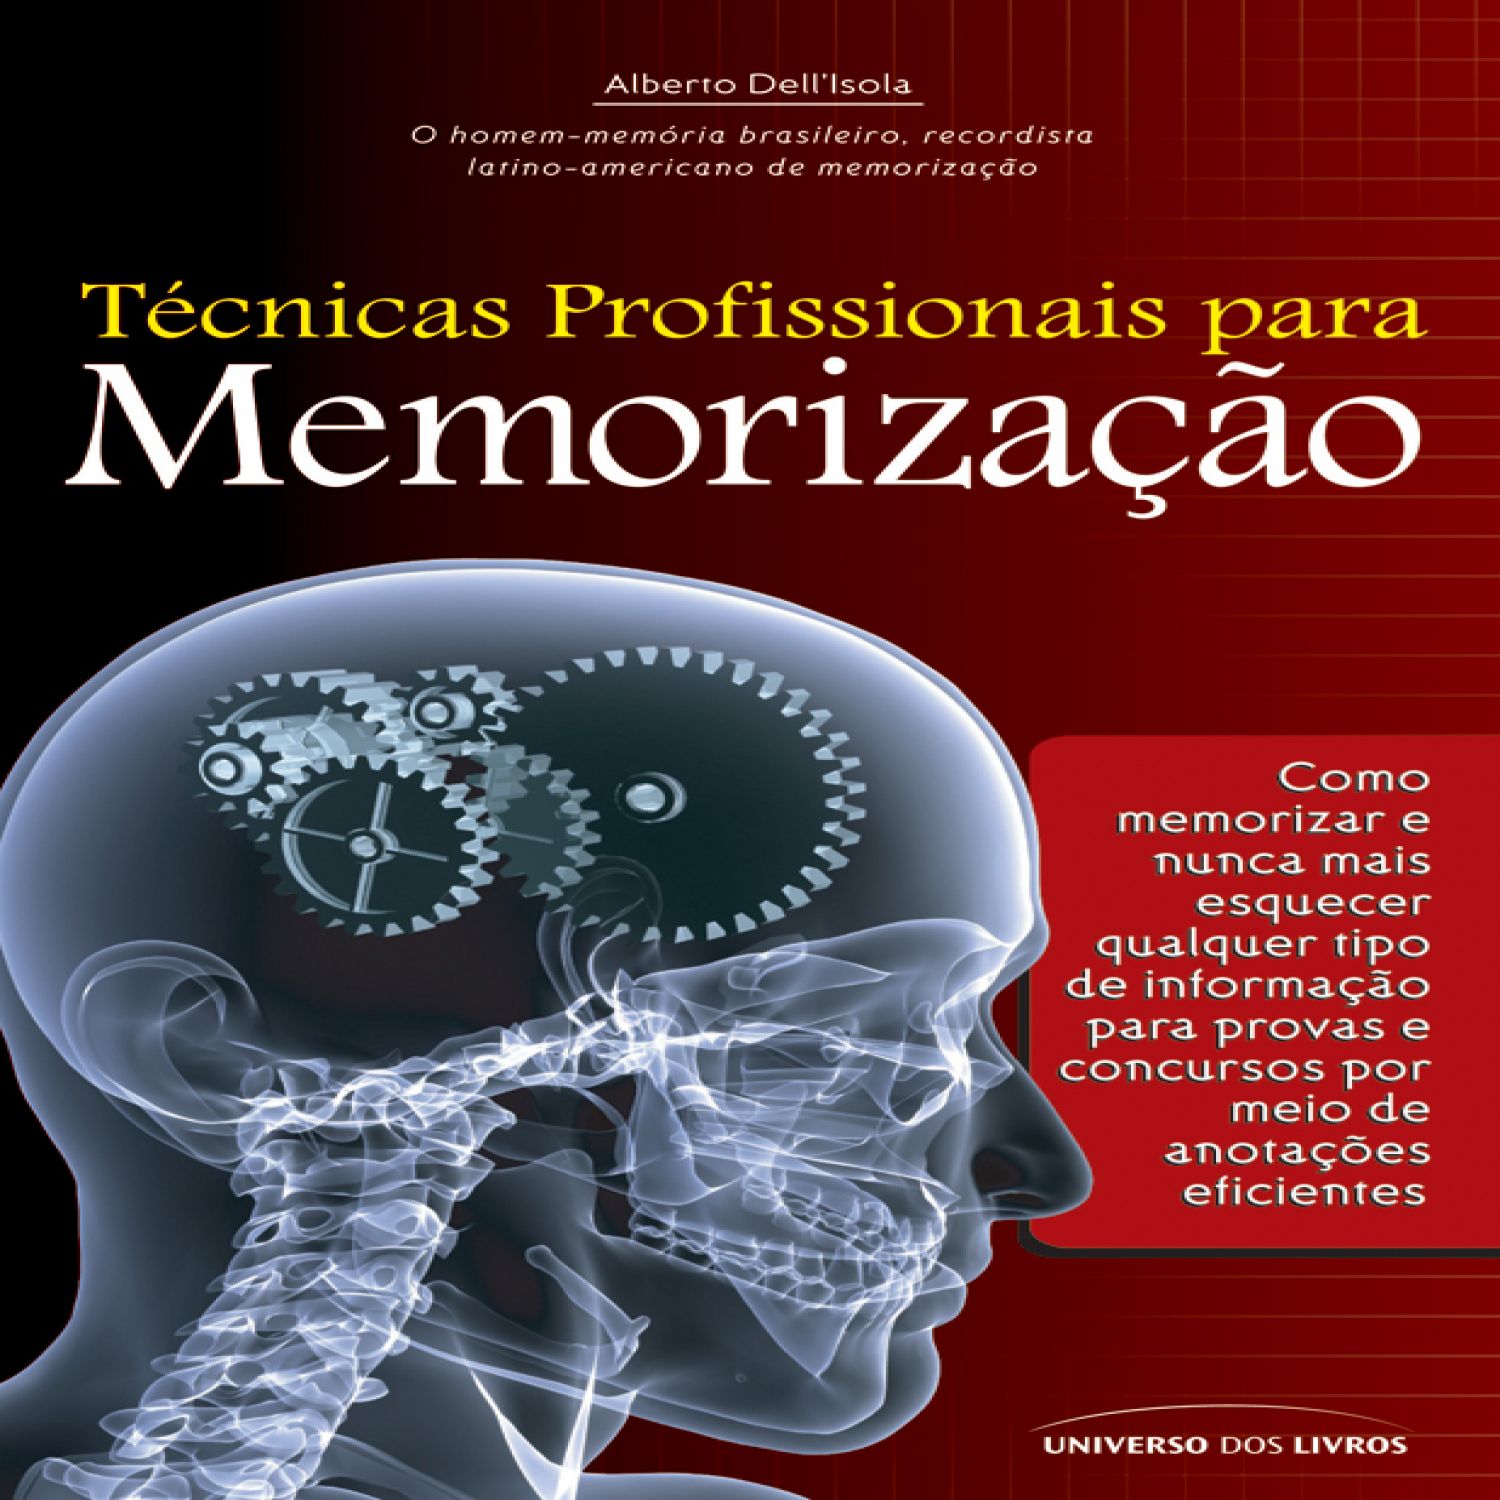 Alberto Dell'Isola
O homem-memória brasileiro, recordista
latino-americano de memorização
Técnicas Profissionais para
Memorização
Como
memorizar e
nunca mais
esquecer
qualquer tipo
de informação
para provas e
concursos por
meio de
anotações
eficientes
UNIVERSO DOS LIVROS